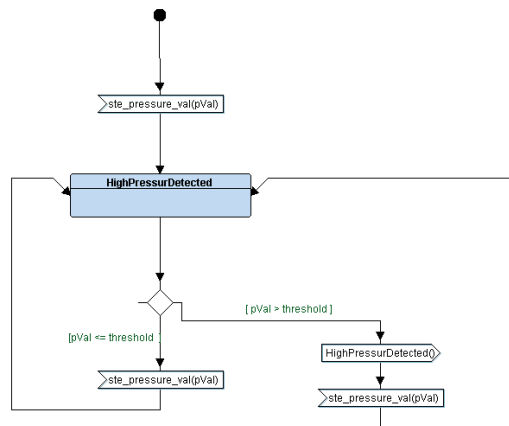 ste_pressure_val(pVal)
HighPressurDetected
[ pVal > threshold ]
[pVal <= threshold ]
HighPressurDetected()
ste_pressure_val(pVal)
ste_pressure_val(pVal)